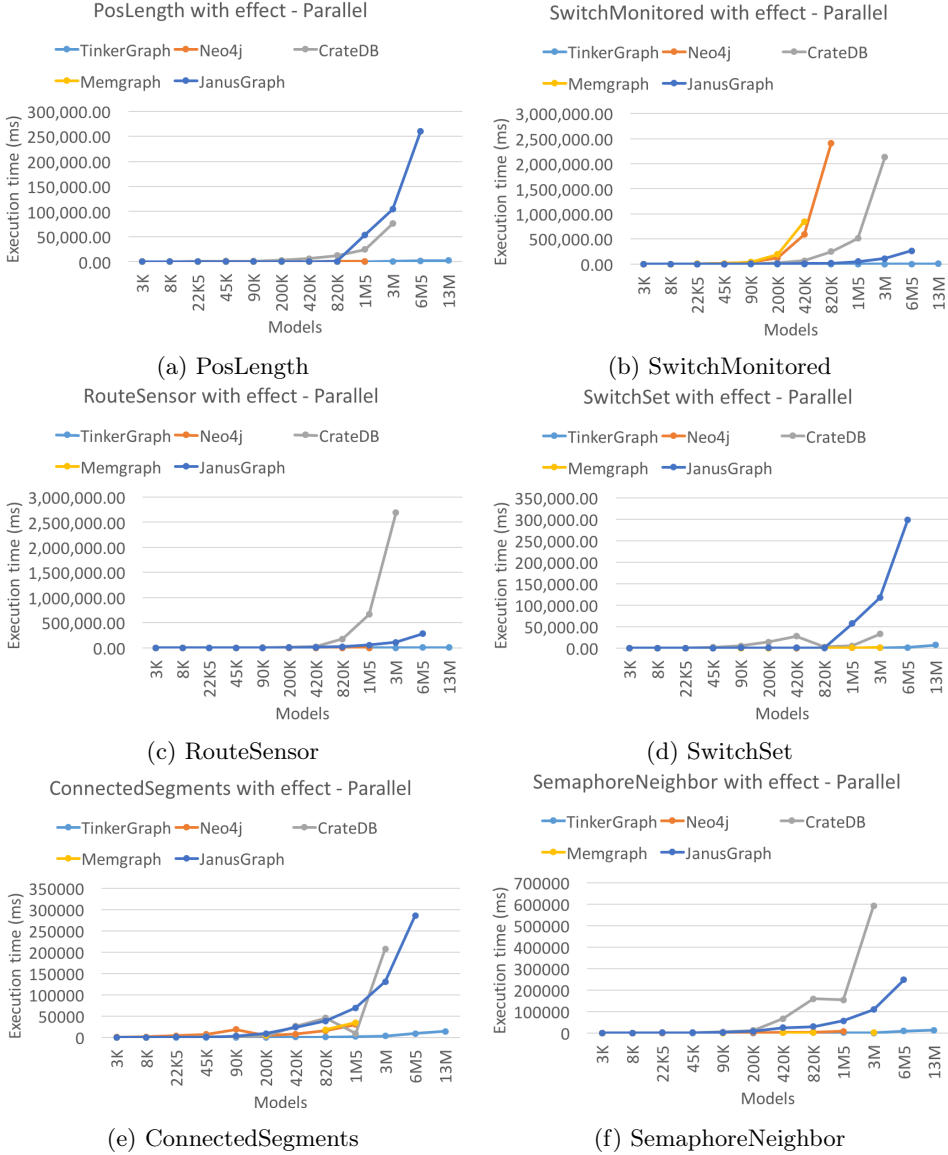 PosLength with effect - Parallel
TinkerGraph Neo4j CrateDB
Memgraph JanusGraph
Execution time (ms)
300,000.00
250,000.00
200,000.00
150,000.00
100,000.00
50,000.00
0.00
3K 8K 22K5 45K 90K 200K 420K 820K 1M5 3M 6M5 13M
Models
(a) PosLength
SwitchMonitored with effect - Parallel
TinkerGraph Neo4j CrateDB
Memgraph JanusGraph
Execution time (ms)
3,000,000.00
2,500,000.00
2,000,000.00
1,500,000.00
1,000,000.00
500,000.00
0.00
3K 8K 22K5 45K 90K 200K 420K 820K 1M5 3M 6M5 13M
Models
(b) SwitchMonitored
RouteSensor with effect - Parallel
TinkerGraph Neo4j CrateDB
Memgraph JanusGraph
Execution time (ms)
3,000,000.00
2,500,000.00
2,000,000.00
1,500,000.00
1,000,000.00
500,000.00
0.00
3K 8K 22K5 45K 90K 200K 420K 820K 1M5 3M 6M5 13M
Models
(c) RouteSensor
SwitchSet with effect - Parallel
TinkerGraph Neo4j CrateDB
Memgraph JanusGraph
Execution time (ms)
350,000.00
300,000.00
250,000.00
200,000.00
150,000.00
100,000.00
50,000.00
0.00
3K 8K 22K5 45K 90K 200K 420K 820K 1M5 3M 6M5 13M
Models
(d) SwitchSet
ConnectedSegments with effect - Parallel
TinkerGraph Neo4j CrateDB
Memgraph JanusGraph
Execution time (ms)
350000
300000
250000
200000
150000
100000
50000
0
3K 8K 22K5 45K 90K 200K 420K 820K 1M5 3M 6M5 13M
Models
(e) ConnectedSegments
SemaphoreNeighbor with effect - Parallel
TinkerGraph Neo4j CrateDB
Memgraph JanusGraph
Execution time (ms)
700000
600000
500000
400000
300000
200000
100000
0
3K 8K 22K5 45K 90K 200K 420K 820K 1M5 3M 6M5 13M
Models
(f) SemaphoreNeighbor